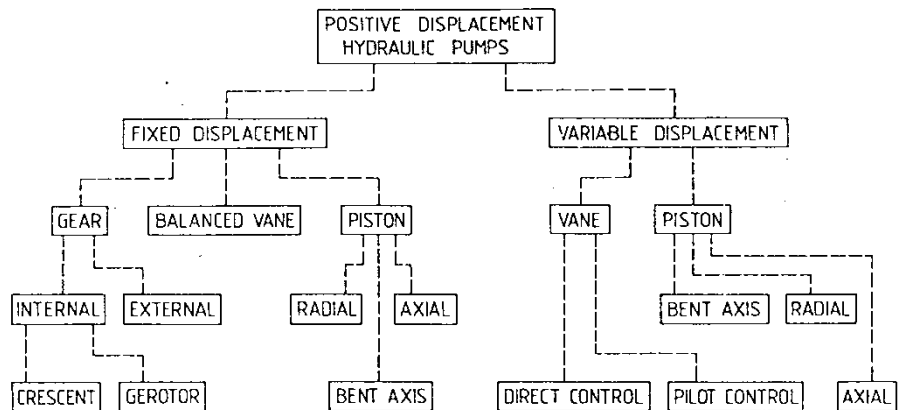 POSITIVE DISPLACEMENT
HYDRAULIC PUMPS
FIXED DISPLACEMENT
VARIABLE DISPLACEMENT
GEAR
BALANCED VANE
PISTON
VANE
PISTON
INTERNAL
EXTERNAL
RADIAL
AXIAL
BENT AXIS
RADIAL
CRESCENT
GEROTOR
BENT AXIS
DIRECT CONTROL
PILOT CONTROL
AXIAL